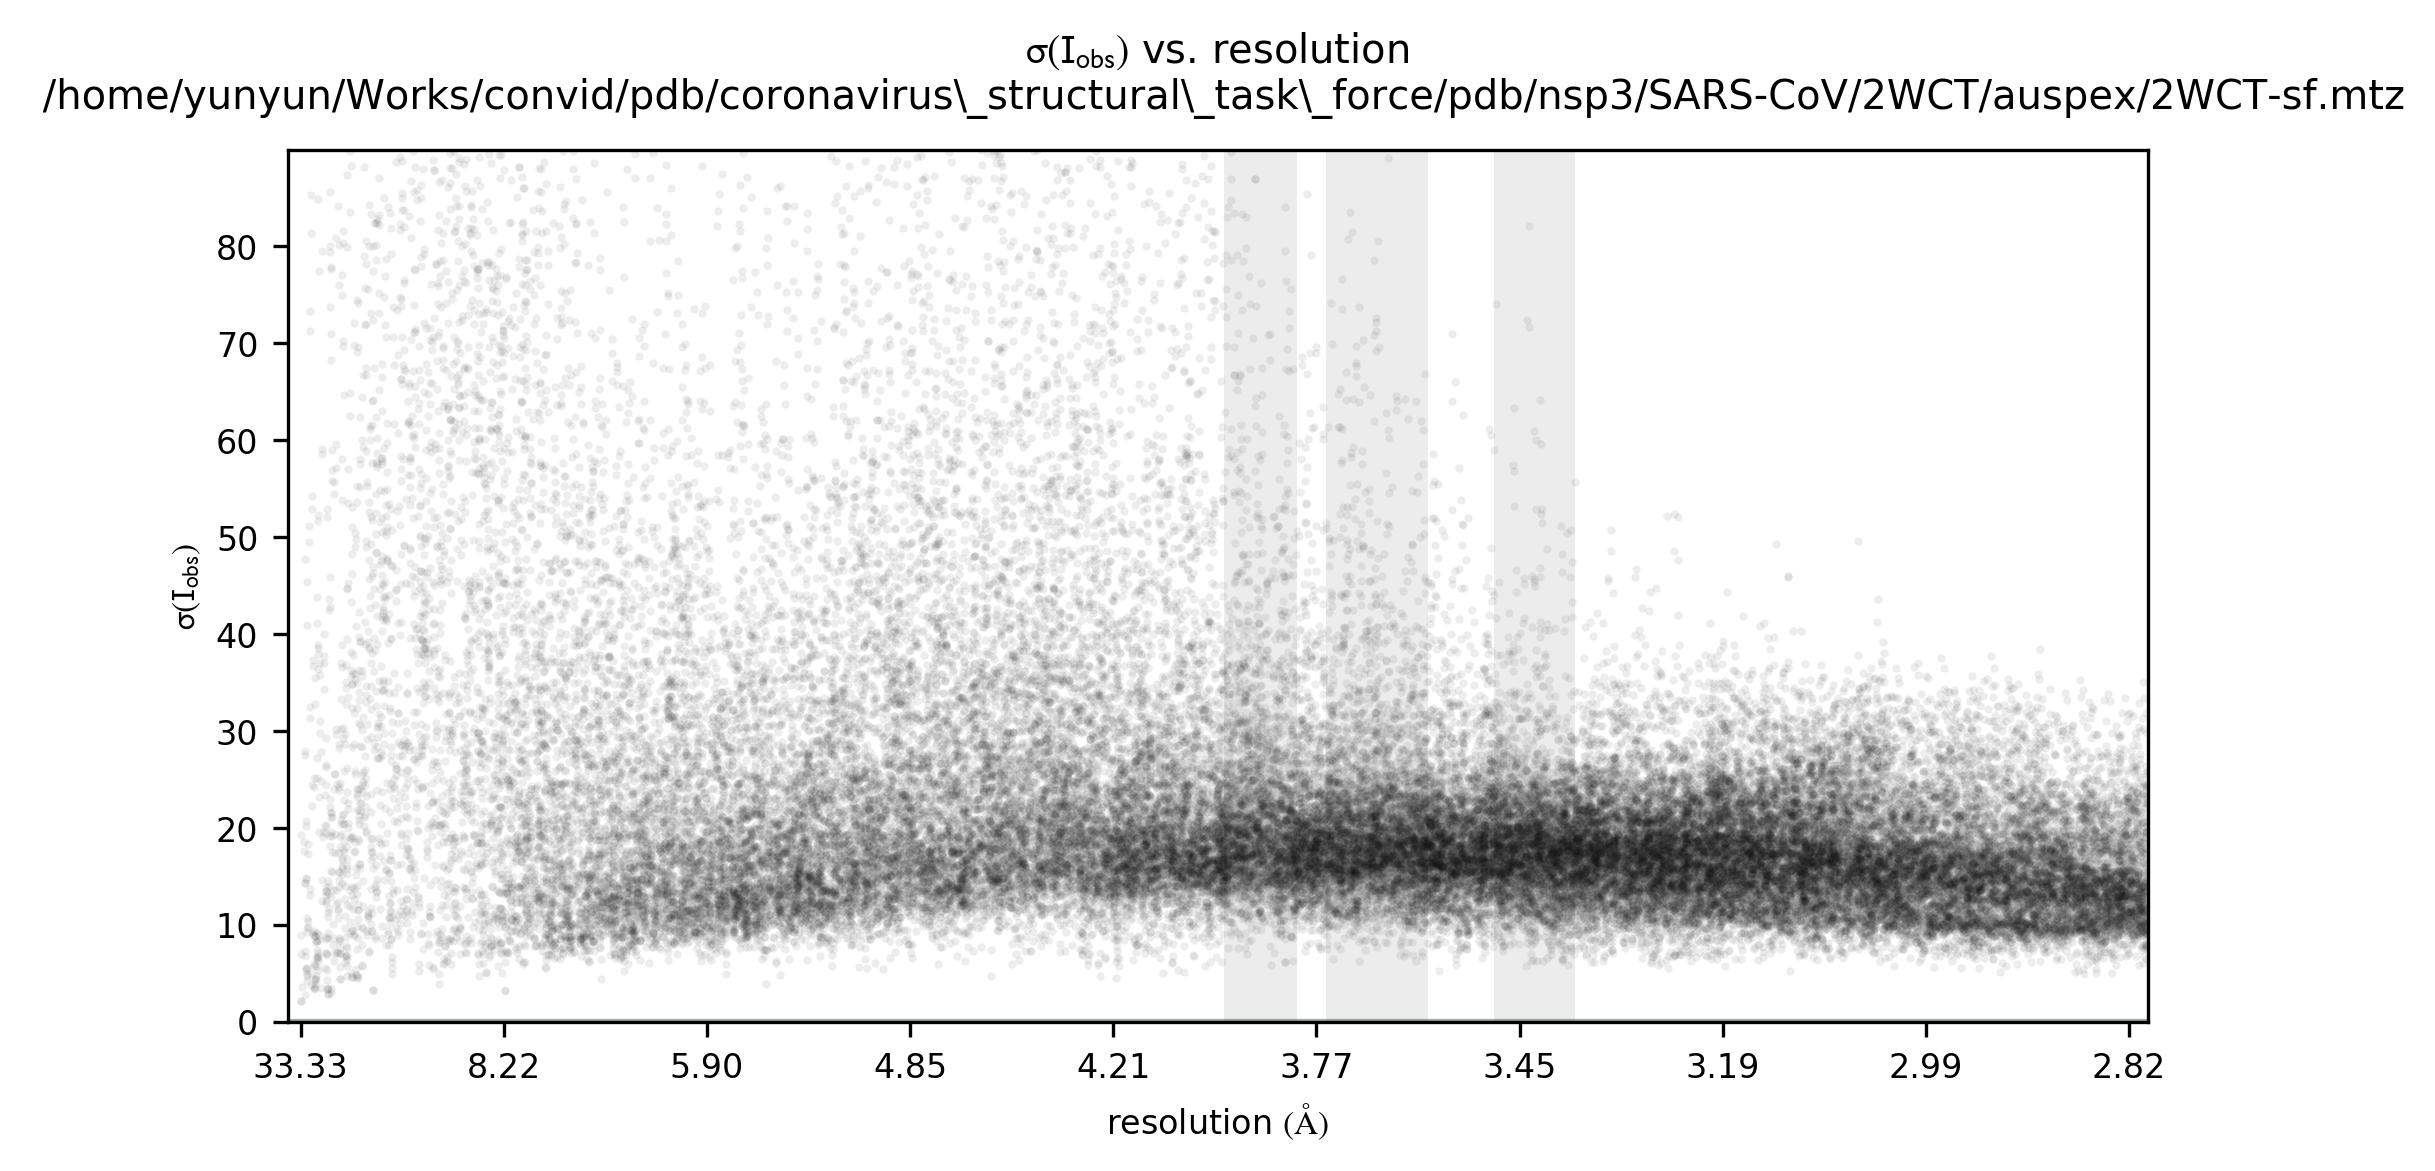 σ(I_obs) vs. resolution
/home/yunyun/Works/convid/pdb/coronavirus\_structural\_task\_force/pdb/nsp3/SARS-CoV/2WCT/auspex/2WCT-sf.mtz
σ(I_obs)
80
70
60
50
40
30
20
10
0
33.33 8.22 5.90 4.85 4.21 3.77 3.45 3.19 2.99 2.82
resolution (Å)